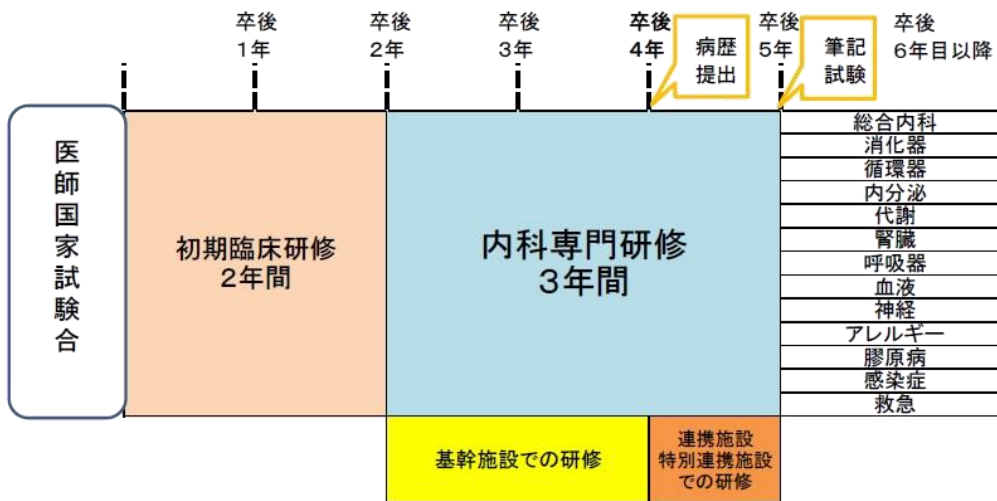 卒後
1年
卒後
2年
卒後
3年
卒後
4年
病歴
提出
卒後
5年
筆記
試験
卒後
6年目以降
医師国家試験合
初期臨床研修
2年間
内科専門研修
3年間
総合内科
消化器
循環器
内分泌
代謝
腎臓
呼吸器
血液
神経
アレルギー
膠原病
感染症
救急
基幹施設での研修
連携施設
特別連携施設
での研修